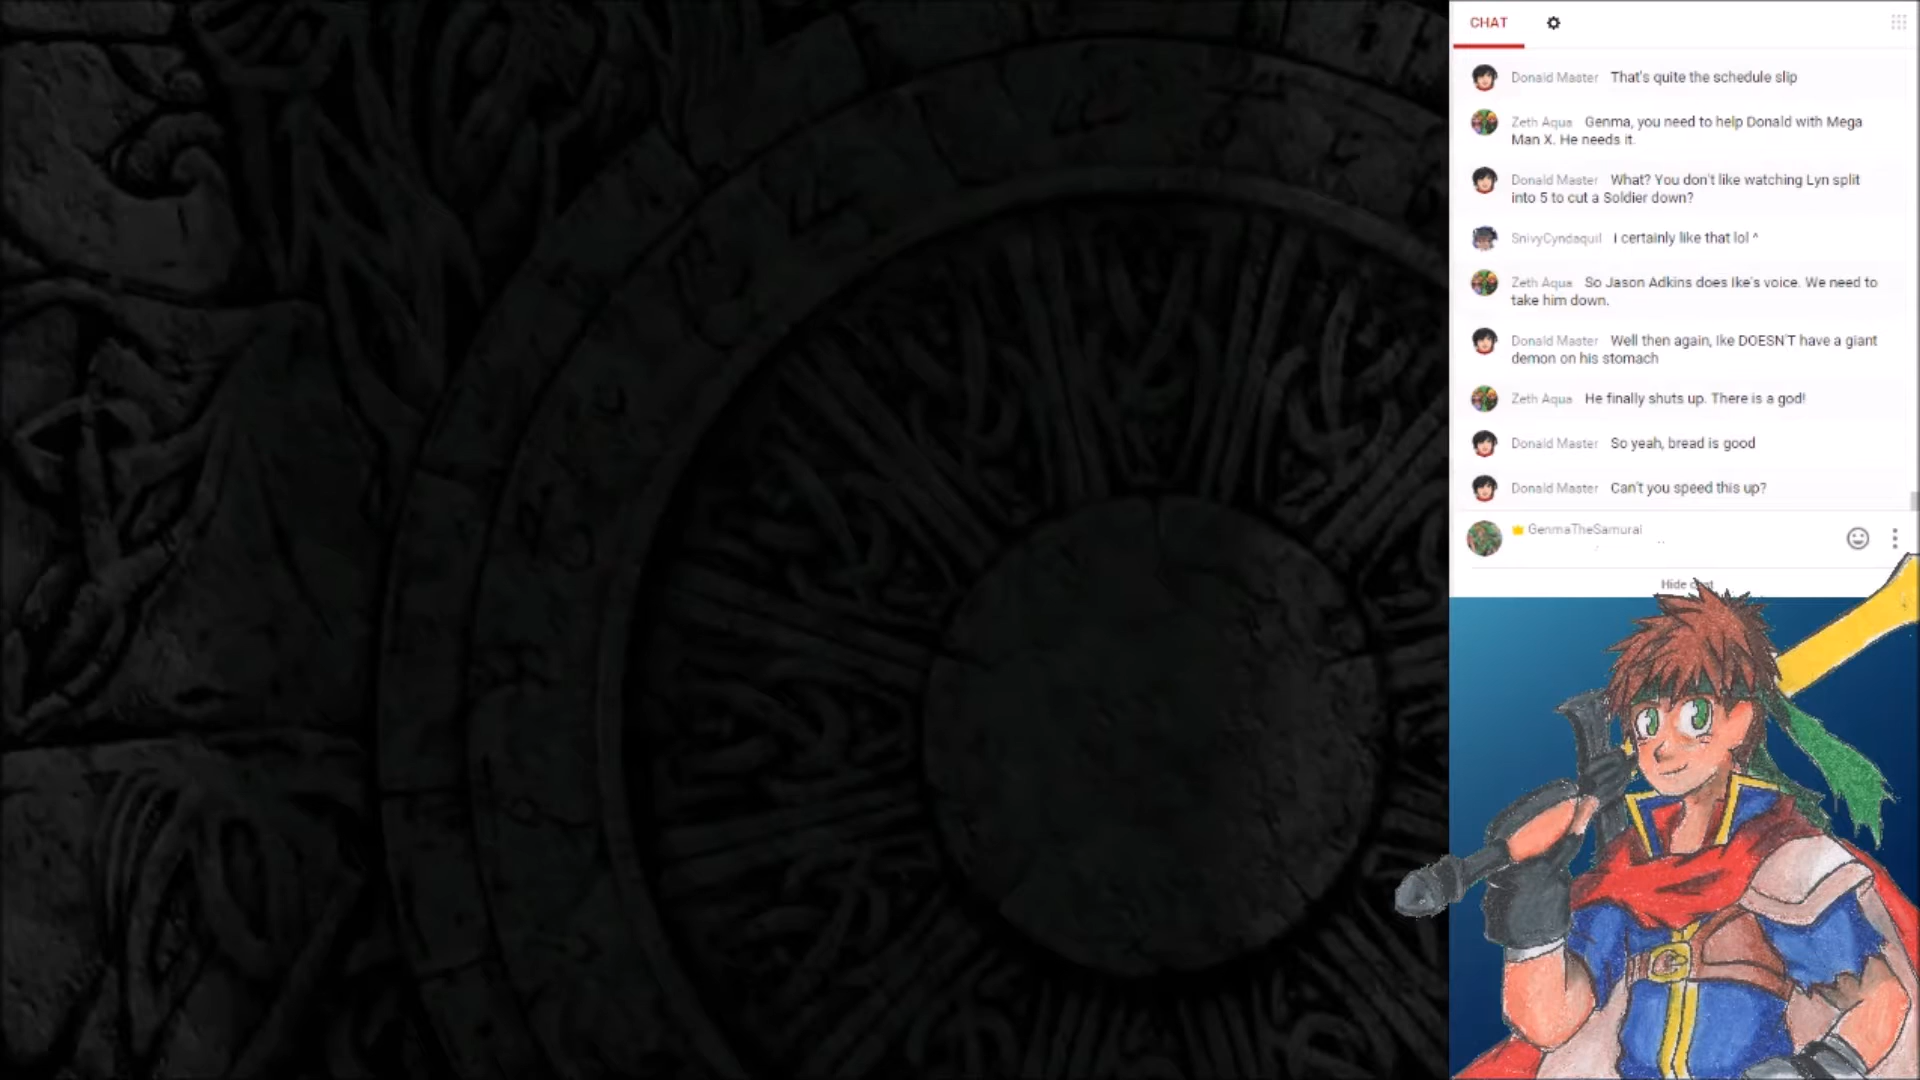 CHAT
Donald Master That's quite the schedule slip
Zeth Aqua Genma, you need to help Donald with Mega
Man X. He needs it.
Donald Master What? You don't like watching Lyn split
into 5 to cut a Soldier down?
SnivyCyndaquil I certainly like that lol ^
Zeth Aqua So Jason Adkins does Ike's voice. We need to
take him down.
Donald Master Well then again, Ike DOESN'T have a giant
demon on his stomach
Zeth Aqua He finally shuts up. There is a god!
Donald Master So yeah, bread is good
Donald Master Can't you speed this up?
GenmaTheSamurai
Hide